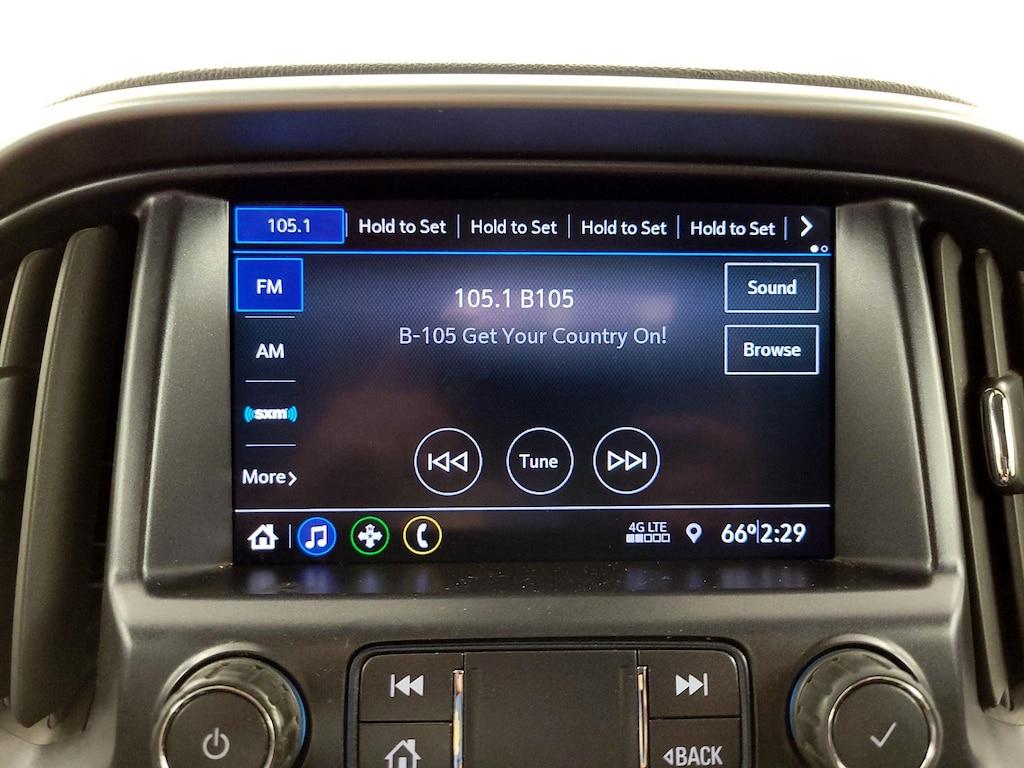 105.1 Hold to Set Hold to Set Hold to Set Hold to Set
FM
105.1 B105
Sound
B-105 Get Your Country On!
AM
Browse
sxm
More
Tune
4G LTE
66° 2:29
BACK